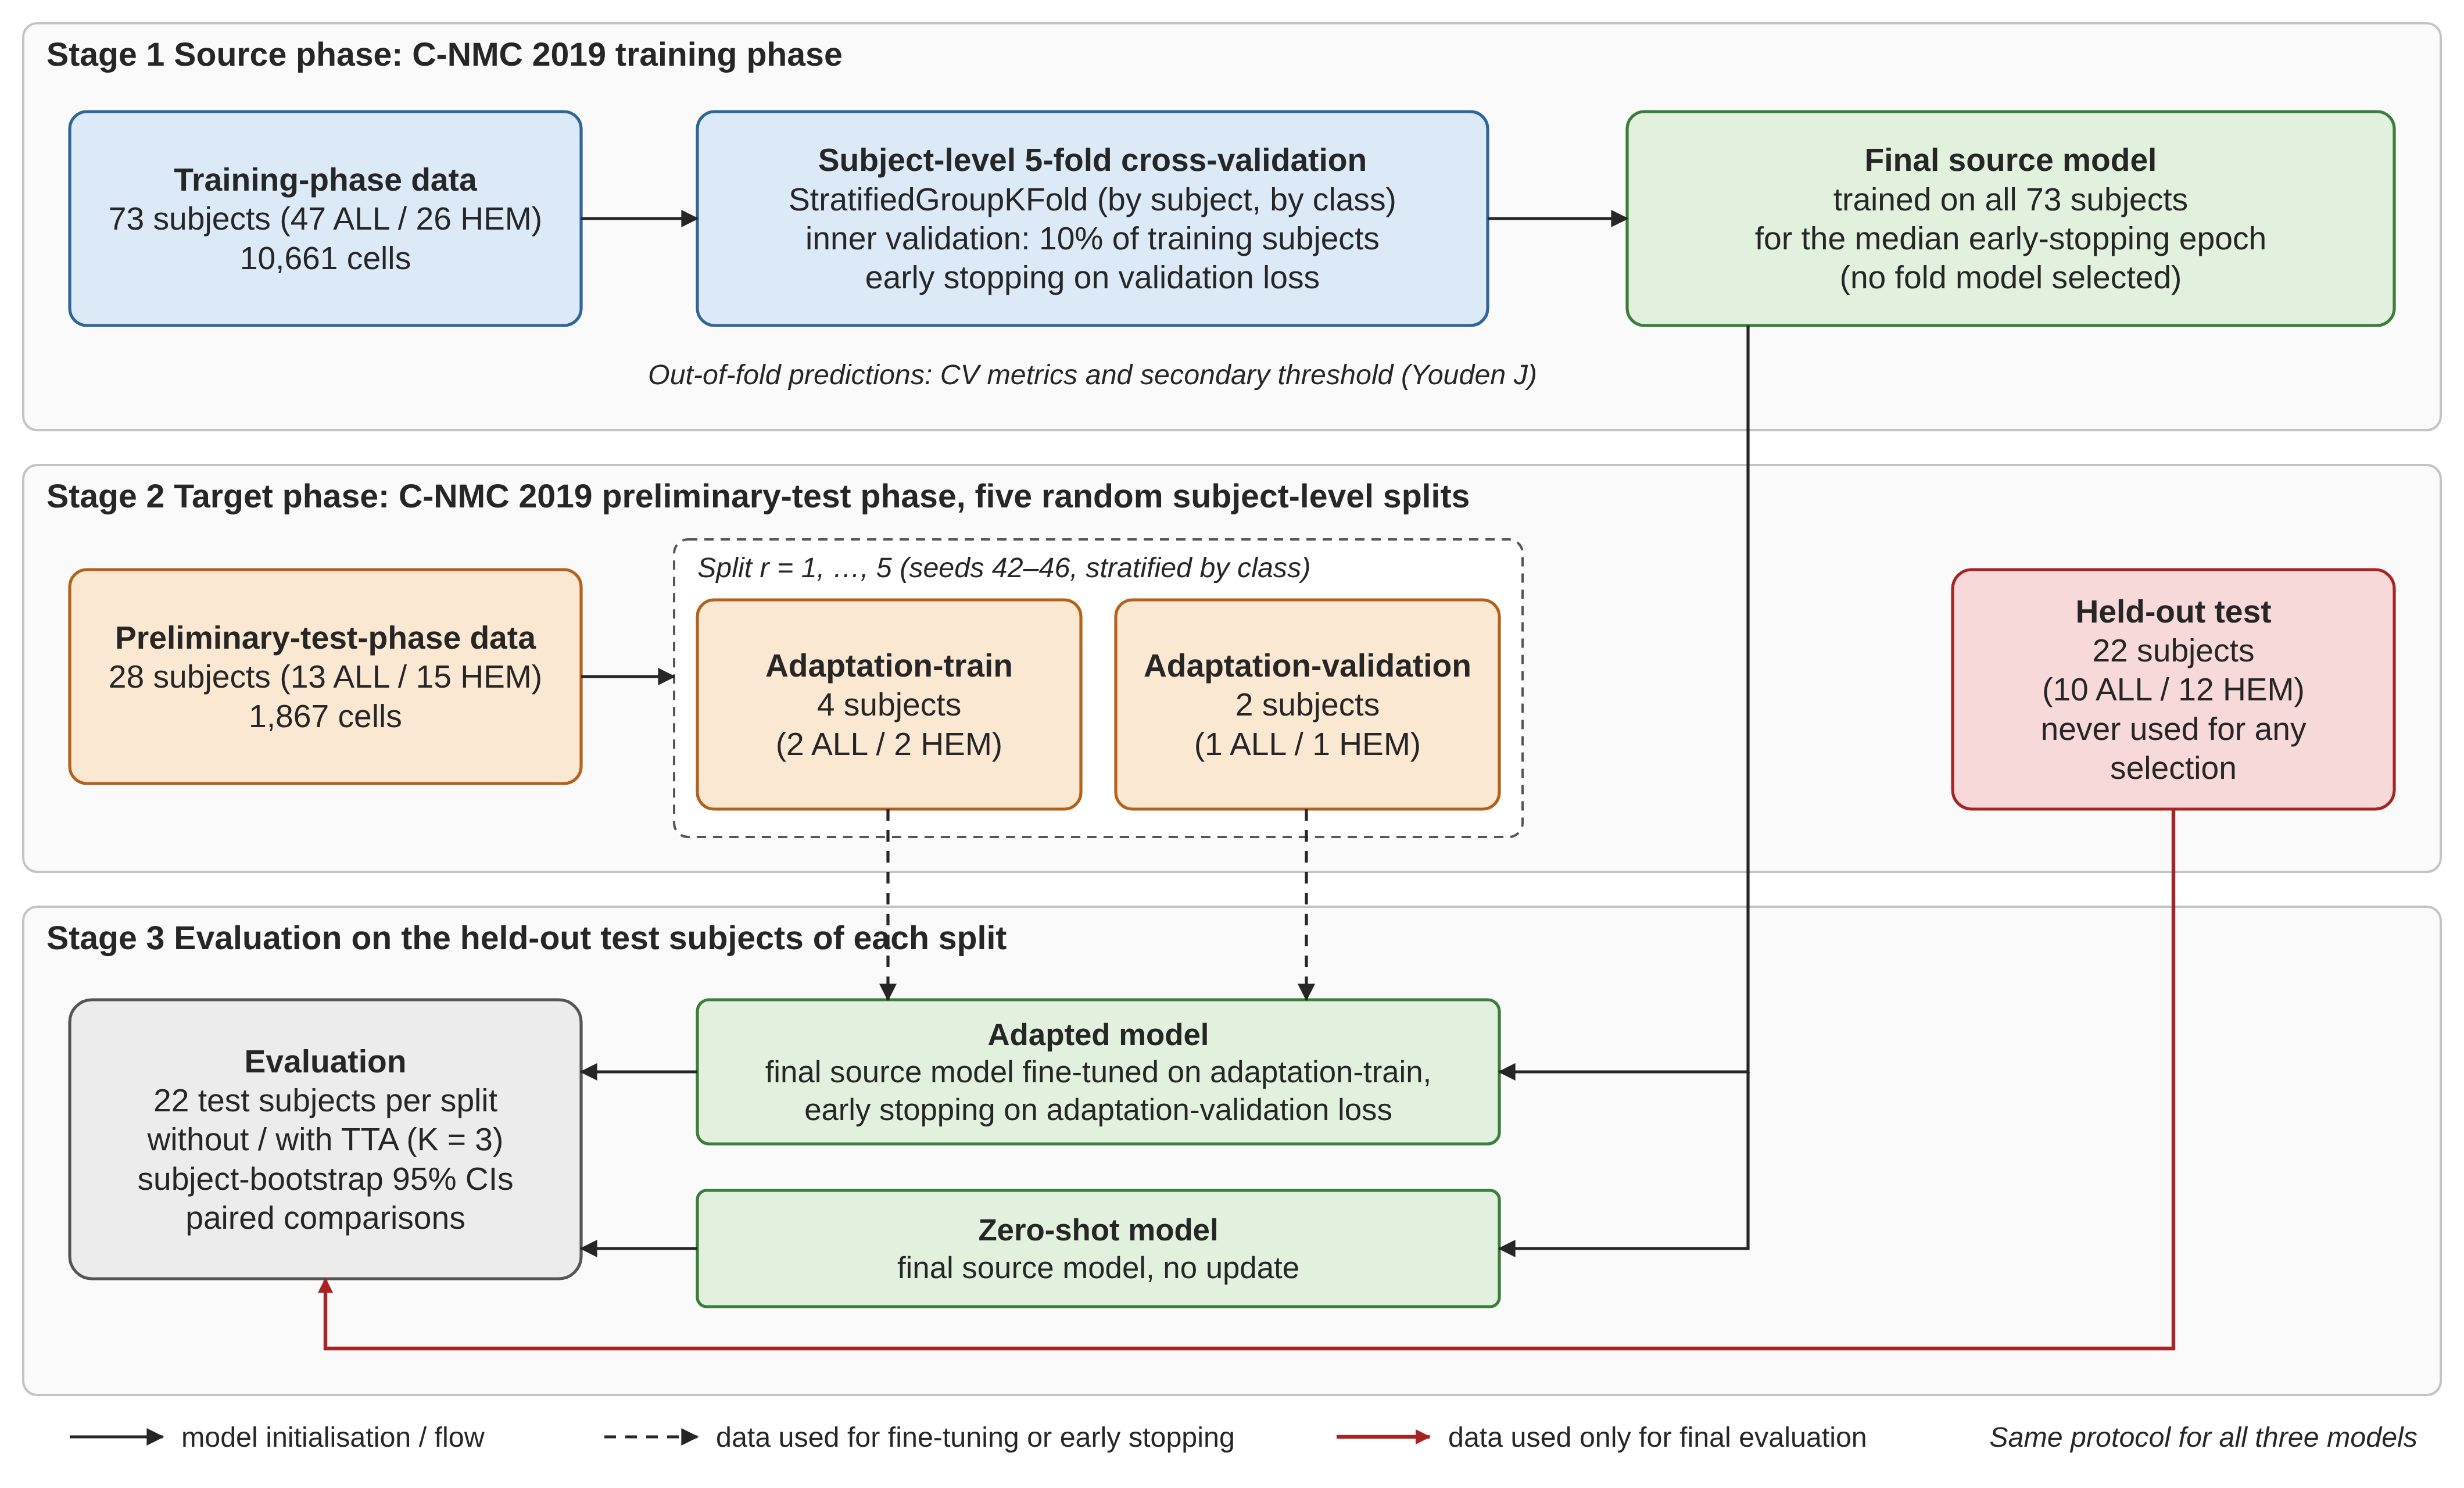 Stage 1 Source phase: C-NMC 2019 training phase
Training-phase data
73 subjects (47 ALL / 26 HEM)
10,661 cells
Subject-level 5-fold cross-validation
StratifiedGroupKFold (by subject, by class)
inner validation: 10% of training subjects
early stopping on validation loss
Final source model
trained on all 73 subjects
for the median early-stopping epoch
(no fold model selected)
Out-of-fold predictions: CV metrics and secondary threshold (Youden J)
Stage 2 Target phase: C-NMC 2019 preliminary-test phase, five random subject-level splits
Preliminary-test-phase data
28 subjects (13 ALL / 15 HEM)
1,867 cells
Split r = 1, …, 5 (seeds 42–46, stratified by class)
Adaptation-train
4 subjects
(2 ALL / 2 HEM)
Adaptation-validation
2 subjects
(1 ALL / 1 HEM)
Held-out test
22 subjects
(10 ALL / 12 HEM)
never used for any
selection
Stage 3 Evaluation on the held-out test subjects of each split
Evaluation
22 test subjects per split
without / with TTA (K = 3)
subject-bootstrap 95% CIs
paired comparisons
Adapted model
final source model fine-tuned on adaptation-train,
early stopping on adaptation-validation loss
Zero-shot model
final source model, no update
model initialisation / flow
data used for fine-tuning or early stopping
data used only for final evaluation
Same protocol for all three models